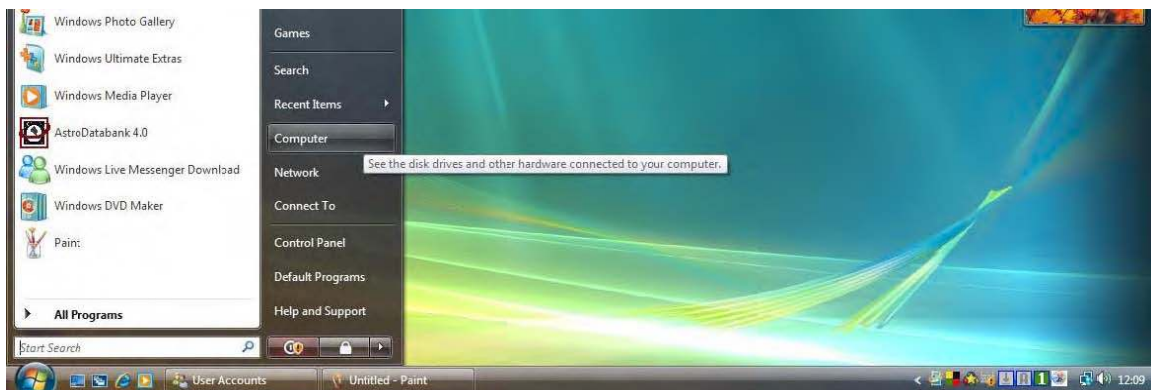 Windows Photo Gallery
Windows Ultimate Extras
Windows Media Player
AstroDatabank 4.0
Windows Live Messenger Download
Windows DVD Maker
Paint
All Programs
Start Search
Games
Search
Recent Items
Computer
See the disk drives and other hardware connected to your computer.
Network
Connect To
Control Panel
Default Programs
Help and Support
User Accounts
Untitled - Paint
1
12:09